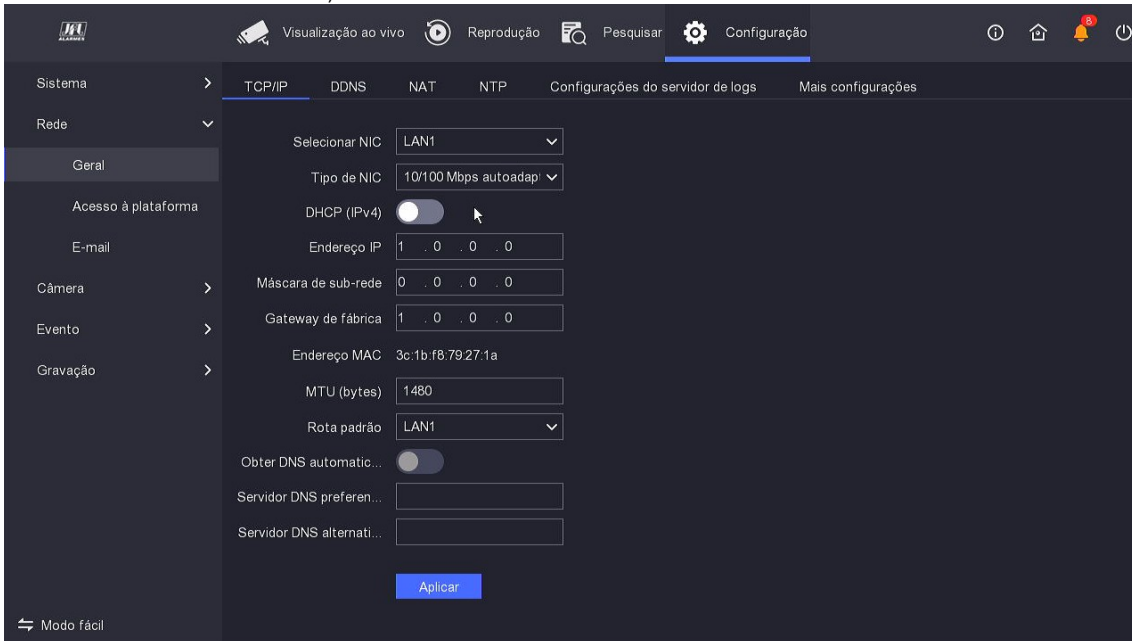 JFL
ALARMES
Visualização ao vivo
Reprodução
Pesquisar
Configuração
8
Sistema
Rede
Geral
Acesso à plataforma
E-mail
Câmera
Evento
Gravação
Modo fácil
TCP/IP DDNS NAT NTP Configurações do servidor de logs Mais configurações
Selecionar NIC LAN1
Tipo de NIC 10/100 Mbps autoadapt
DHCP (IPv4)
Endereço IP 1 . 0 . 0 . 0
Máscara de sub-rede 0 . 0 . 0 . 0
Gateway de fábrica 1 . 0 . 0 . 0
Endereço MAC 3c:1b:f8:79:27:1a
MTU (bytes) 1480
Rota padrão LAN1
Obter DNS automatic...
Servidor DNS preferen...
Servidor DNS alternati...
Aplicar